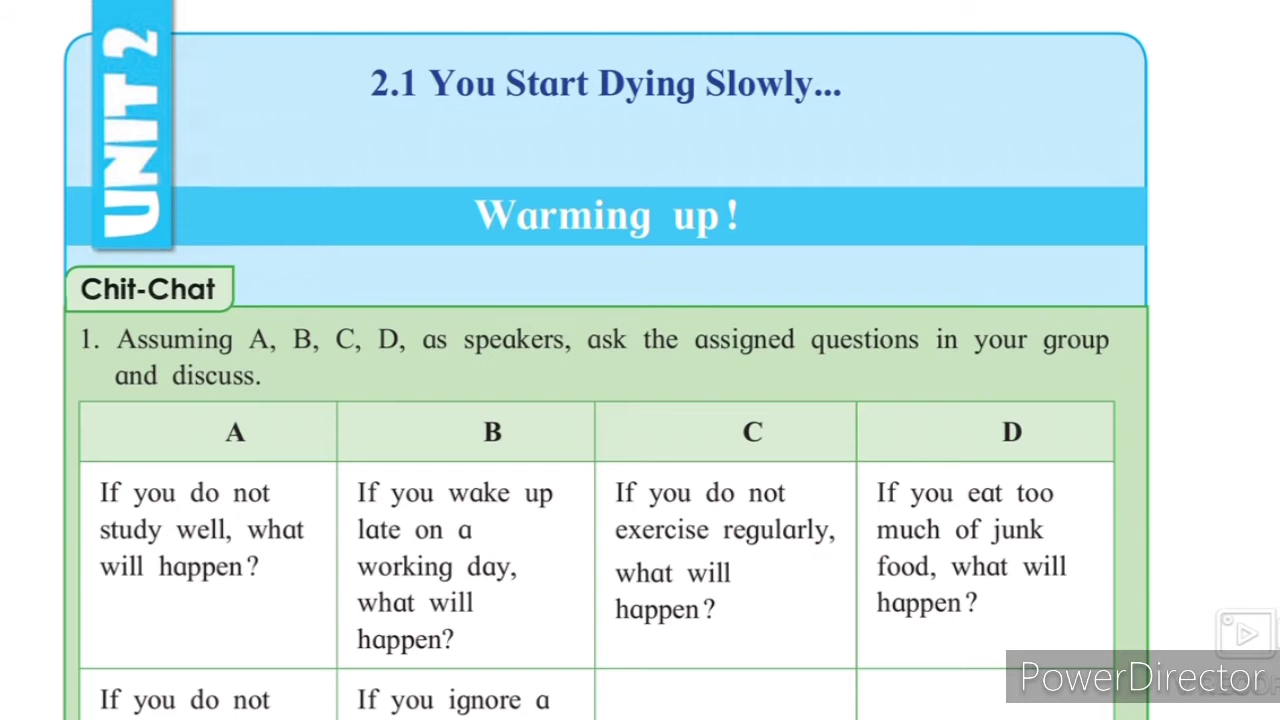 UNIT 2
2.1 You Start Dying Slowly...
Warming up!
Chit-Chat
1. Assuming A, B, C, D, as speakers, ask the assigned questions in your group
and discuss.
A
B
C
D
If you do not
study well, what
will happen?
If you wake up
late on a
working day,
what will
happen?
If you do not
exercise regularly,
what will
happen?
If you eat too
much of junk
food, what will
happen?
If you do not
If you ignore a
PowerDirector